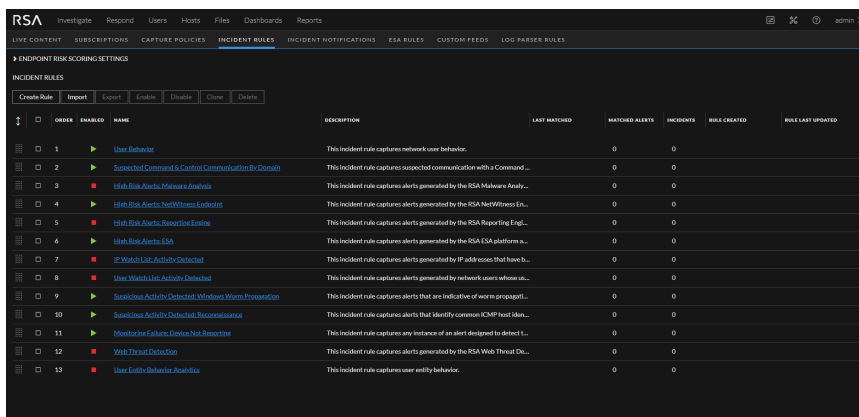 RSA Investigate Respond Users Hosts Files Dashboards Reports admin
LIVE CONTENT SUBSCRIPTIONS CAPTURE POLICIES INCIDENT RULES INCIDENT NOTIFICATIONS ESA RULES CUSTOM FEEDS LOG PARSER RULES
ENDPOINT RISK SCORING SETTINGS
INCIDENT RULES
Create Rule Import Export Enable Disable Clone Delete
ORDER ENABLED NAME DESCRIPTION LAST MATCHED MATCHED ALERTS INCIDENTS RULE CREATED RULE LAST UPDATED
1 User Behavior This incident rule captures network user behavior. 0 0
2 Suspected Command & Control Communication By Domain This incident rule captures suspected communication with a Command ... 0 0
3 High Risk Alerts: Malware Analysis This incident rule captures alerts generated by the RSA Malware Analy... 0 0
4 High Risk Alerts: NetWitness Endpoint This incident rule captures alerts generated by the RSA NetWitness En... 0 0
5 High Risk Alerts: Reporting Engine This incident rule captures alerts generated by the RSA Reporting Engi... 0 0
6 High Risk Alerts: ESA This incident rule captures alerts generated by the RSA ESA platform a... 0 0
7 IP Watch List: Activity Detected This incident rule captures alerts generated by IP addresses that have b... 0 0
8 User Watch List: Activity Detected This incident rule captures alerts generated by network users whose us... 0 0
9 Suspicious Activity Detected: Windows Worm Propagation This incident rule captures alerts that are indicative of worm propagati... 0 0
10 Suspicious Activity Detected: Reconnaissance This incident rule captures alerts that identify common ICMP host iden... 0 0
11 Monitoring Failure: Device Not Reporting This incident rule captures any instance of an alert designed to detect t... 0 0
12 Web Threat Detection This incident rule captures alerts generated by the RSA Web Threat De... 0 0
13 User Entity Behavior Analytics This incident rule captures user entity behavior. 0 0